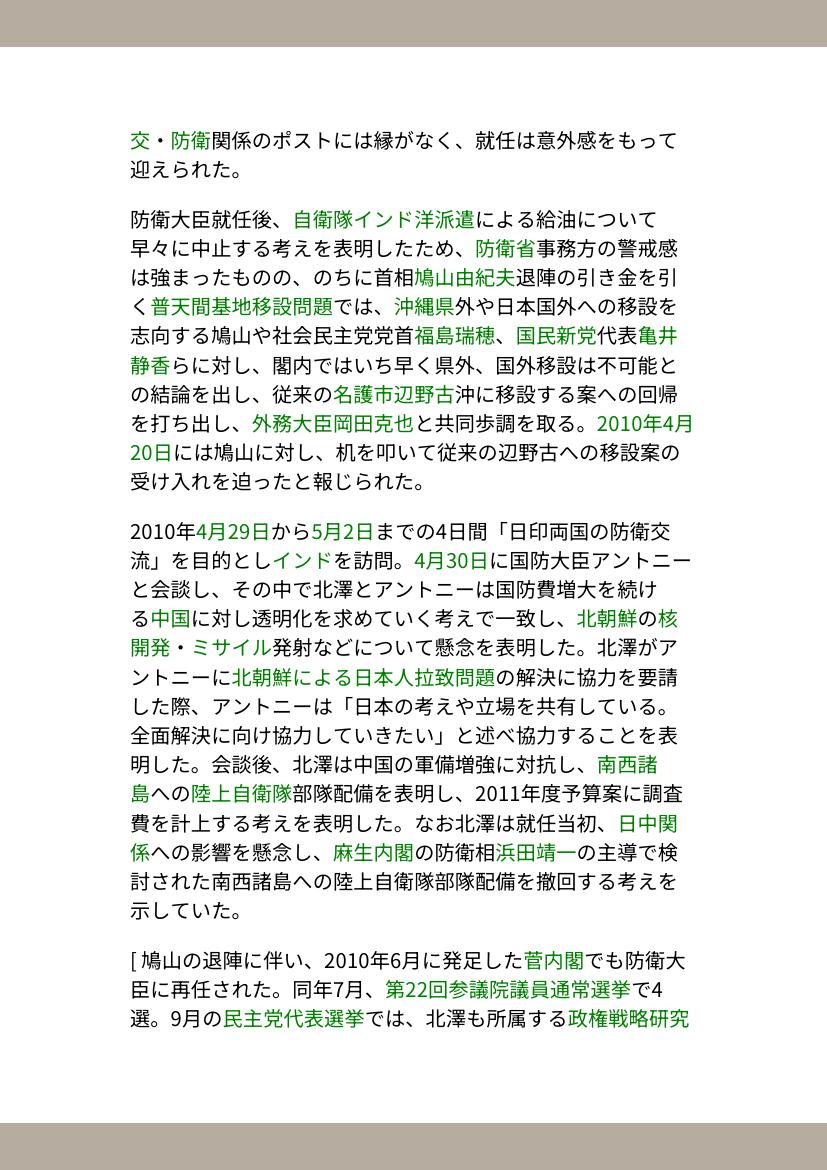 交・防衛関係のポストには縁がなく、就任は意外感をもって
迎えられた。
防衛大臣就任後、自衛隊インド洋派遣による給油について
早々に中止する考えを表明したため、防衛省事務方の警戒感
は強まったものの、のちに首相鳩山由紀夫退陣の引き金を引
く普天間基地移設問題では、沖縄県外や日本国外への移設を
志向する鳩山や社会民主党党首福島瑞穂、国民新党代表亀井
静香らに対し、閣内ではいち早く県外、国外移設は不可能と
の結論を出し、従来の名護市辺野古沖に移設する案への回帰
を打ち出し、外務大臣岡田克也と共同歩調を取る。2010年4月
20日には鳩山に対し、机を叩いて従来の辺野古への移設案の
受け入れを迫ったと報じられた。
2010年4月29日から5月2日までの4日間「日印両国の防衛交
流」を目的としインドを訪問。4月30日に国防大臣アントニー
と会談し、その中で北澤とアントニーは国防費増大を続け
る中国に対し透明化を求めていく考えで一致し、北朝鮮の核
開発・ミサイル発射などについて懸念を表明した。北澤がア
ントニーに北朝鮮による日本人拉致問題の解決に協力を要請
した際、アントニーは「日本の考えや立場を共有している。
全面解決に向け協力していきたい」と述べ協力することを表
明した。会談後、北澤は中国の軍備増強に対抗し、南西諸
島への陸上自衛隊部隊配備を表明し、2011年度予算案に調査
費を計上する考えを表明した。なお北澤は就任当初、日中関
係への影響を懸念し、麻生内閣の防衛相浜田靖一の主導で検
討された南西諸島への陸上自衛隊部隊配備を撤回する考えを
示していた。
[ 鳩山の退陣に伴い、2010年6月に発足した菅内閣でも防衛大
臣に再任された。同年7月、第22回参議院議員通常選挙で4
選。9月の民主党代表選挙では、北澤も所属する政権戦略研究